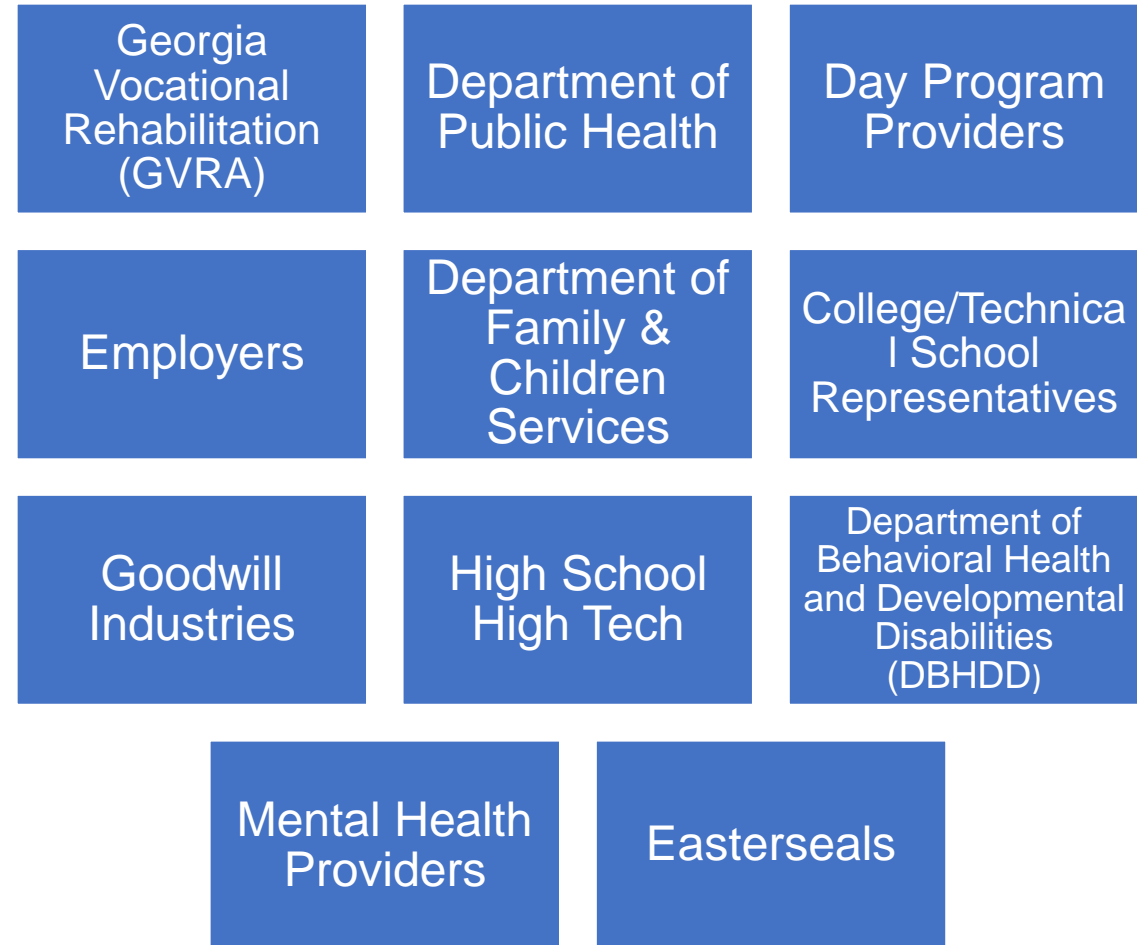 Georgia
Vocational
Rehabilitation
(GVRA)
Department of
Public Health
Day Program
Providers
Employers
Department of
Family &
Children
Services
College/Technica
l School
Representatives
Goodwill
Industries
High School
High Tech
Department of
Behavioral Health
and Developmental
Disabilities
(DBHDD)
Mental Health
Providers
Easterseals